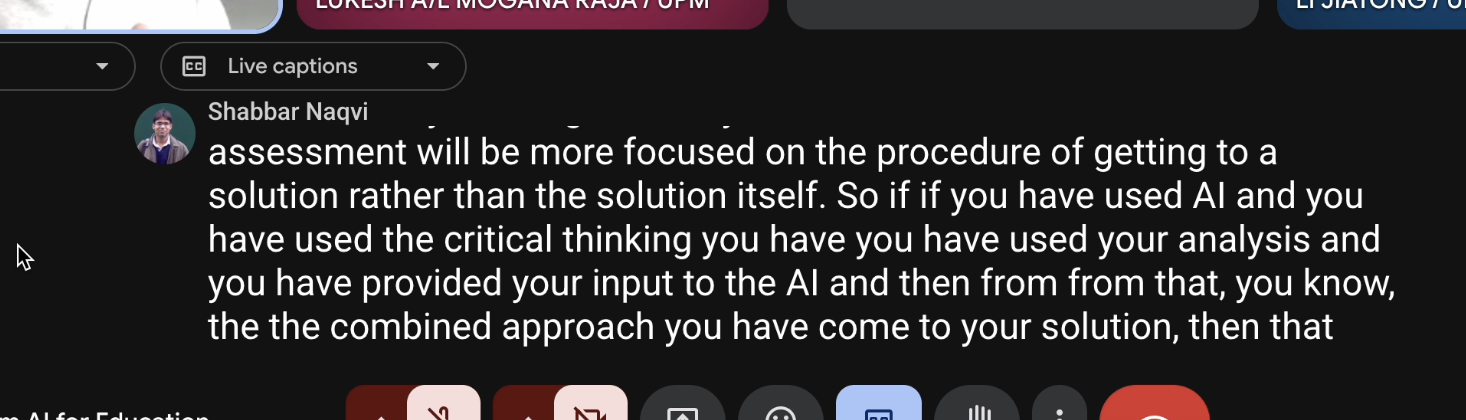 LUKESH A/L MOGANA RAJA / UPM
LI JIATONG / U
Live captions
Shabbar Naqvi
assessment will be more focused on the procedure of getting to a
solution rather than the solution itself. So if if you have used AI and you
have used the critical thinking you have you have used your analysis and
you have provided your input to the AI and then from from that, you know,
the the combined approach you have come to your solution, then that
m AI for Education